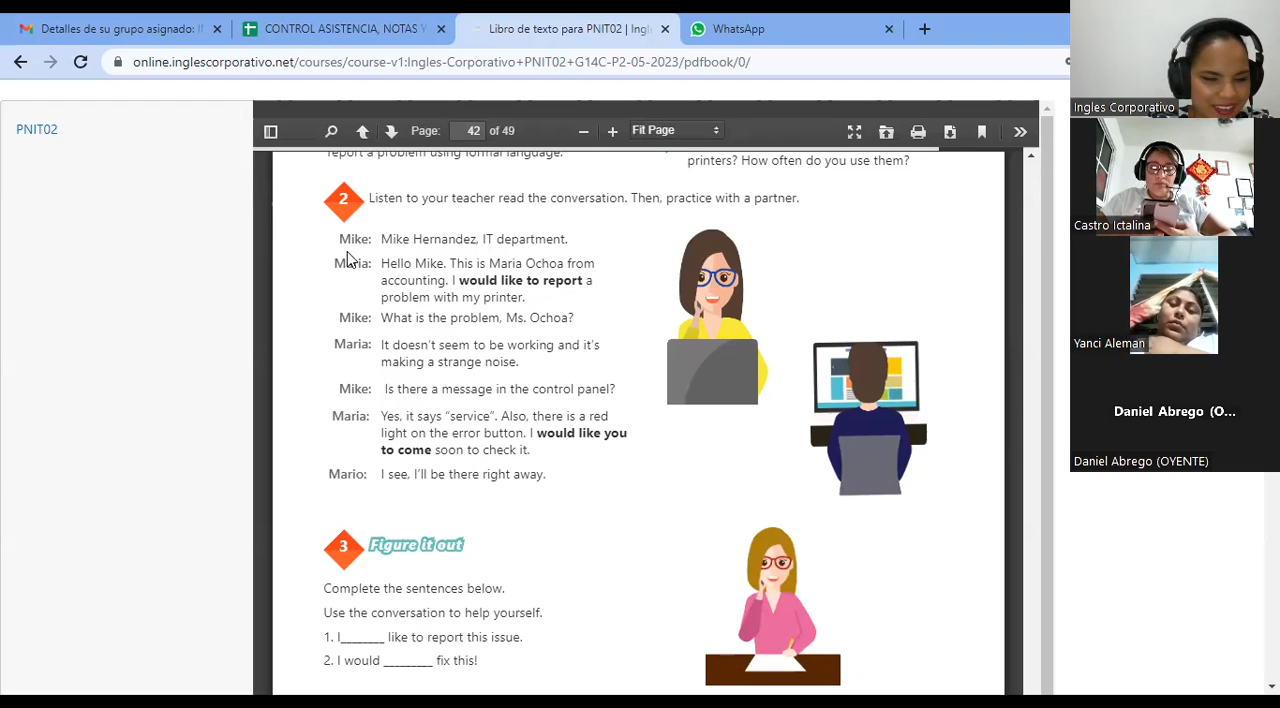 Detalles de su grupo asignado: I
CONTROL ASISTENCIA, NOTAS Y
Libro de texto para PNIT02 | Ingl
WhatsApp
online.inglescorporativo.net/courses/course-v1:Ingles-Corporativo+PNIT02+G14C-P2-05-2023/pdfbook/0/
PNIT02
Page: 42 of 49
Fit Page
report a problem using formal language.
printers? How often do you use them?
2 Listen to your teacher read the conversation. Then, practice with a partner.
Mike: Mike Hernandez, IT department.
Maria: Hello Mike. This is Maria Ochoa from
accounting. I would like to report a
problem with my printer.
Mike: What is the problem, Ms. Ochoa?
Maria: It doesn't seem to be working and it's
making a strange noise.
Mike: Is there a message in the control panel?
Maria: Yes, it says "service". Also, there is a red
light on the error button. I would like you
to come soon to check it.
Mario: I see, I'll be there right away.
3 Figure it out
Complete the sentences below.
Use the conversation to help yourself.
1. I_______ like to report this issue.
2. I would ________ fix this!
Ingles Corporativo
Castro Ictalina
Yanci Aleman
Daniel Abrego (O...
Daniel Abrego (OYENTE)